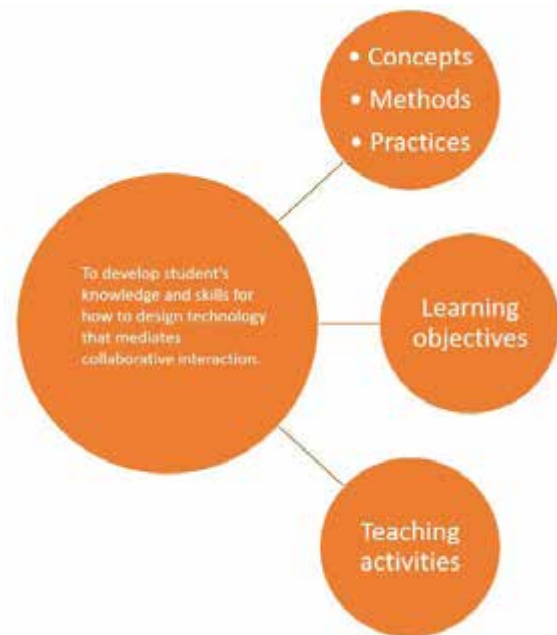 • Concepts
• Methods
• Practices
To develop student's
knowledge and skills for
how to design technology
that mediates
collaborative interaction.
Learning
objectives
Teaching
activities